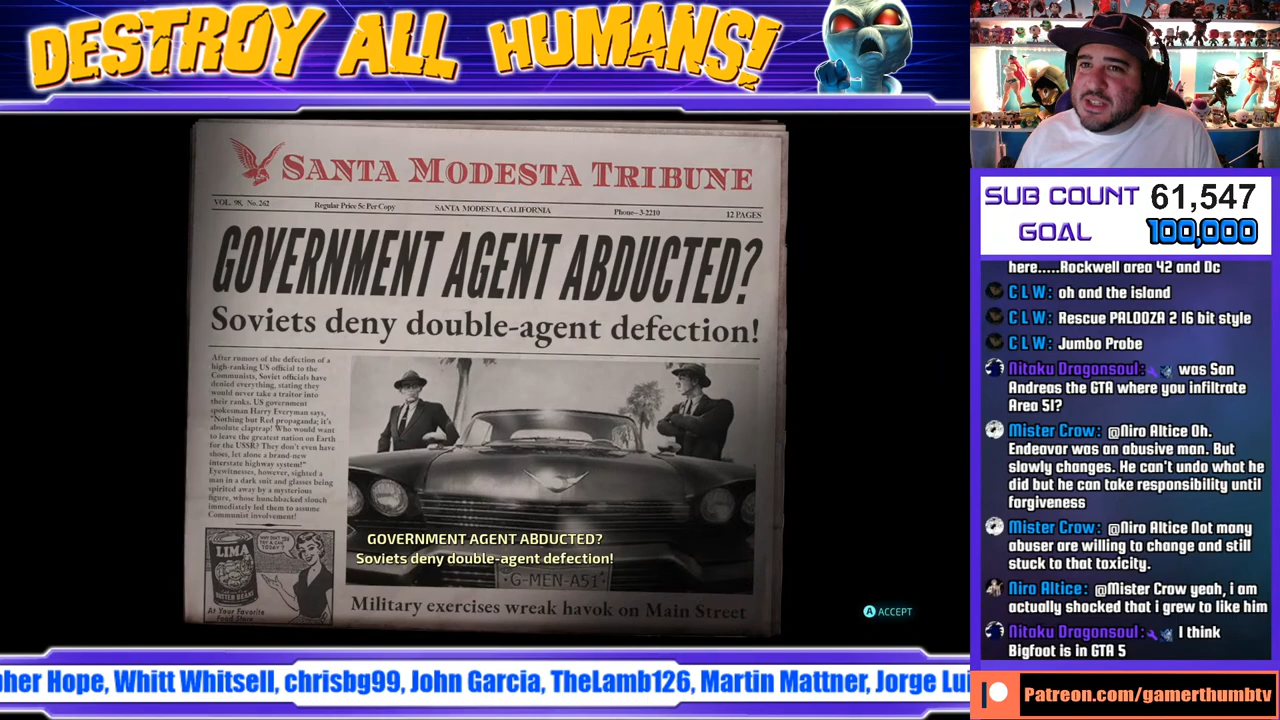 DESTROY ALL HUMANS!
SANTA MODESTA TRIBUNE
VOL. 98, No. 262 Regular Price 5c Per Copy SANTA MODESTA, CALIFORNIA Phone-3-2210 12 PAGES
GOVERNMENT AGENT ABDUCTED?
Soviets deny double-agent defection!
After rumors of the defection of a
high-ranking US official to the
Communists, Soviet officials have
denied everything, stating they
would never take a traitor into
their ranks. US government
spokesman Harry Everyman says,
"Nothing but Red propaganda; it's
absolute claptrap! Who would want
to leave the greatest nation on Earth
for the USSR? They don't even have
shoes, let alone a brand-new
interstate highway system!"
Eyewitnesses, however, sighted a
man in a dark suit and glasses being
spirited away by a mysterious
figure, whose hunchbacked slouch
immediately led them to assume
Communist involvement!
LIMA
At Your Favorite
Food Store
GOVERNMENT AGENT ABDUCTED?
Soviets deny double-agent defection!
G-MEN-A51
Military exercises wreak havok on Main Street
A ACCEPT
pher Hope, Whitt Whitsell, chrisbg99, John Garcia, TheLamb126, Martin Mattner, Jorge Lui
SUB COUNT 61,547
GOAL 100,000
here.....Rockwell area 42 and Dc
C L W: oh and the island
C L W: Rescue PALOOZA 2 16 bit style
C L W: Jumbo Probe
Nitaku Dragonsoul: was San
Andreas the GTA where you infiltrate
Area 51?
Mister Crow: @Niro Altice Oh.
Endeavor was an abusive man. But
slowly changes. He can't undo what he
did but he can take responsibility until
forgiveness
Mister Crow: @Niro Altice Not many
abuser are willing to change and still
stuck to that toxicity.
Niro Altice: @Mister Crow yeah, i am
actually shocked that i grew to like him
Nitaku Dragonsoul: I think
Bigfoot is in GTA 5
Patreon.com/gamerthumbtv